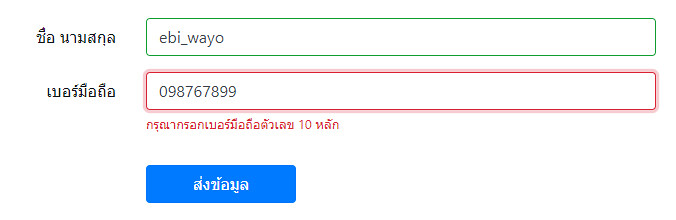 ชื่อ นามสกุล ebi_wayo
เบอร์มือถือ 098767899
กรุณากรอกเบอร์มือถือตัวเลข 10 หลัก
ส่งข้อมูล